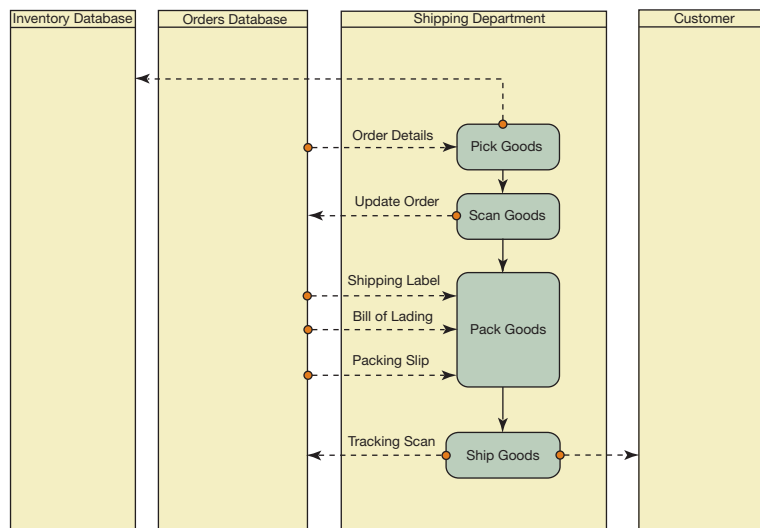 Inventory Database
Orders Database
Shipping Department
Customer
Order Details
Pick Goods
Update Order
Scan Goods
Shipping Label
Bill of Lading
Pack Goods
Packing Slip
Tracking Scan
Ship Goods